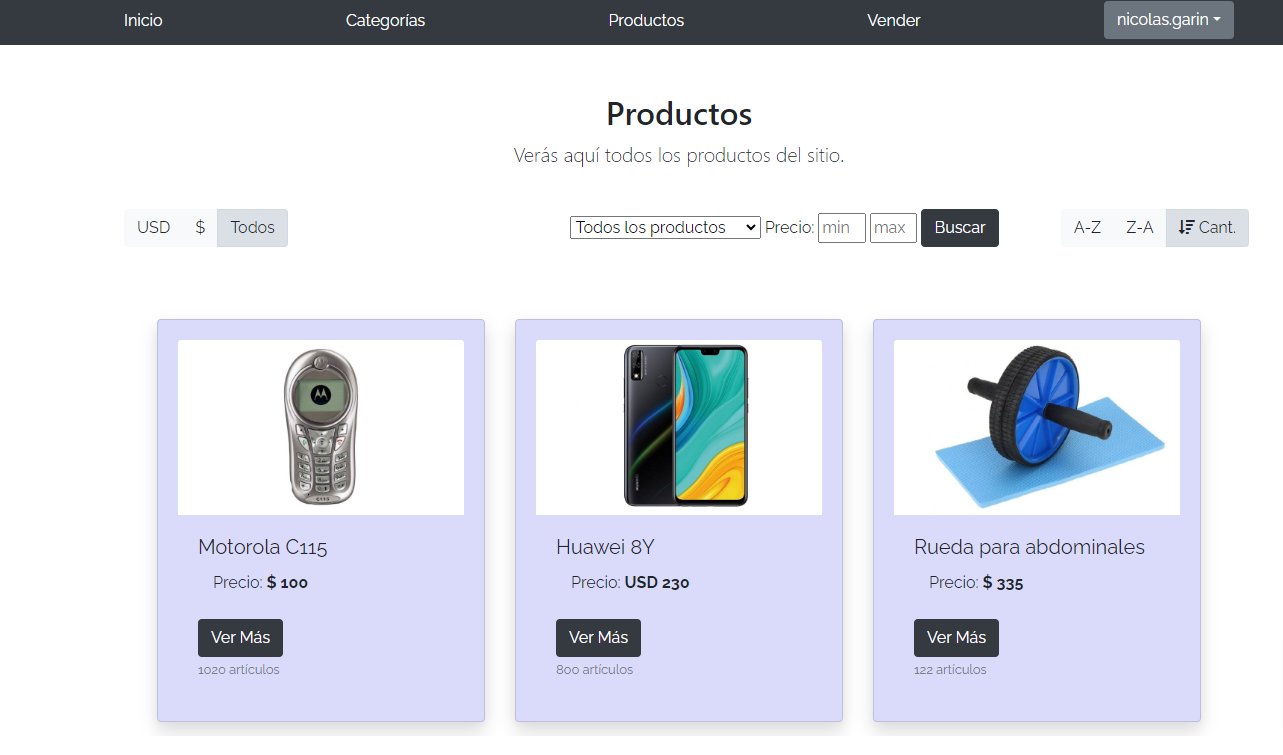 Inicio Categorías Productos Vender nicolas.garin
Productos
Verás aquí todos los productos del sitio.
USD $ Todos Todos los productos Precio: min max Buscar A-Z Z-A Cant.
C115
HUAWEI
Motorola C115 Huawei 8Y Rueda para abdominales
Precio: $ 100 Precio: USD 230 Precio: $ 335
Ver Más Ver Más Ver Más
1020 artículos 800 artículos 122 artículos